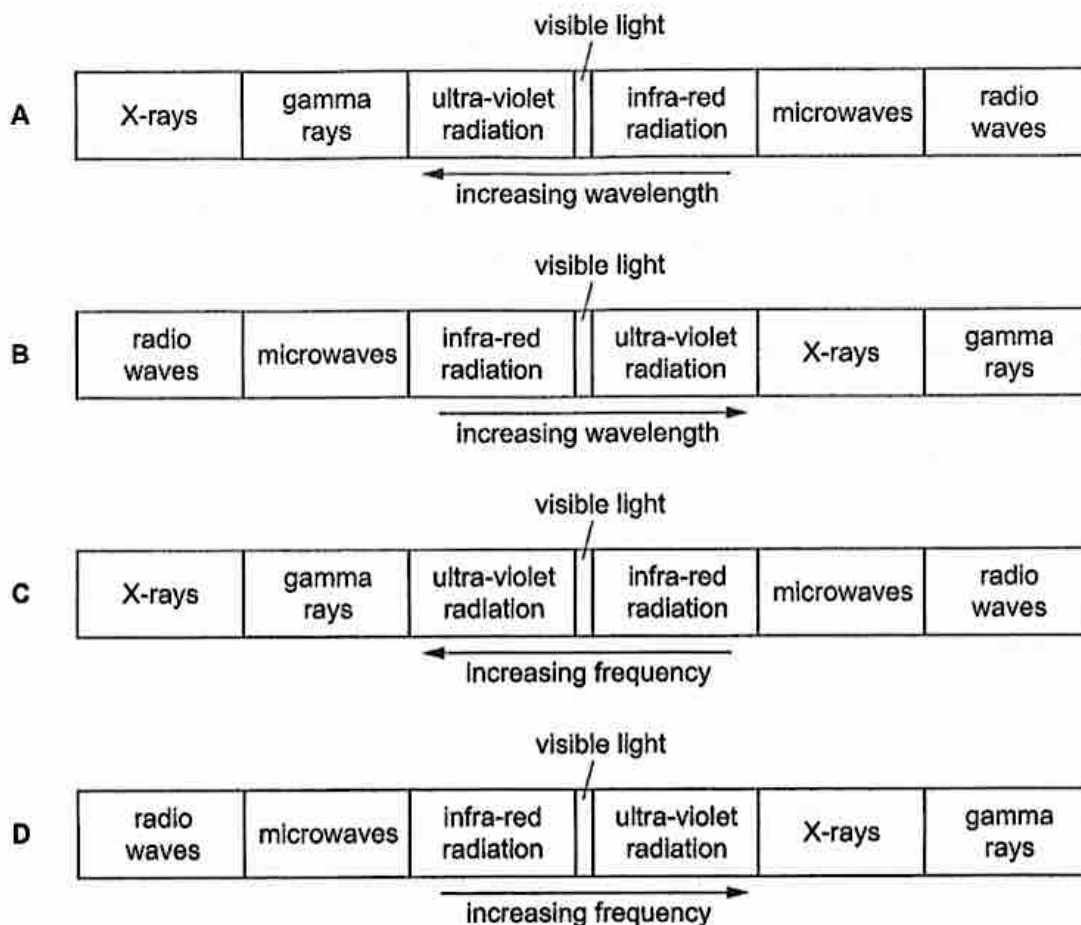 visible light
A
X-rays
gamma
rays
ultra-violet
radiation
infra-red
radiation
microwaves
radio
waves
increasing wavelength
visible light
B
radio
waves
microwaves
infra-red
radiation
ultra-violet
radiation
X-rays
gamma
rays
increasing wavelength
visible light
C
X-rays
gamma
rays
ultra-violet
radiation
infra-red
radiation
microwaves
radio
waves
increasing frequency
visible light
D
radio
waves
microwaves
infra-red
radiation
ultra-violet
radiation
X-rays
gamma
rays
increasing frequency